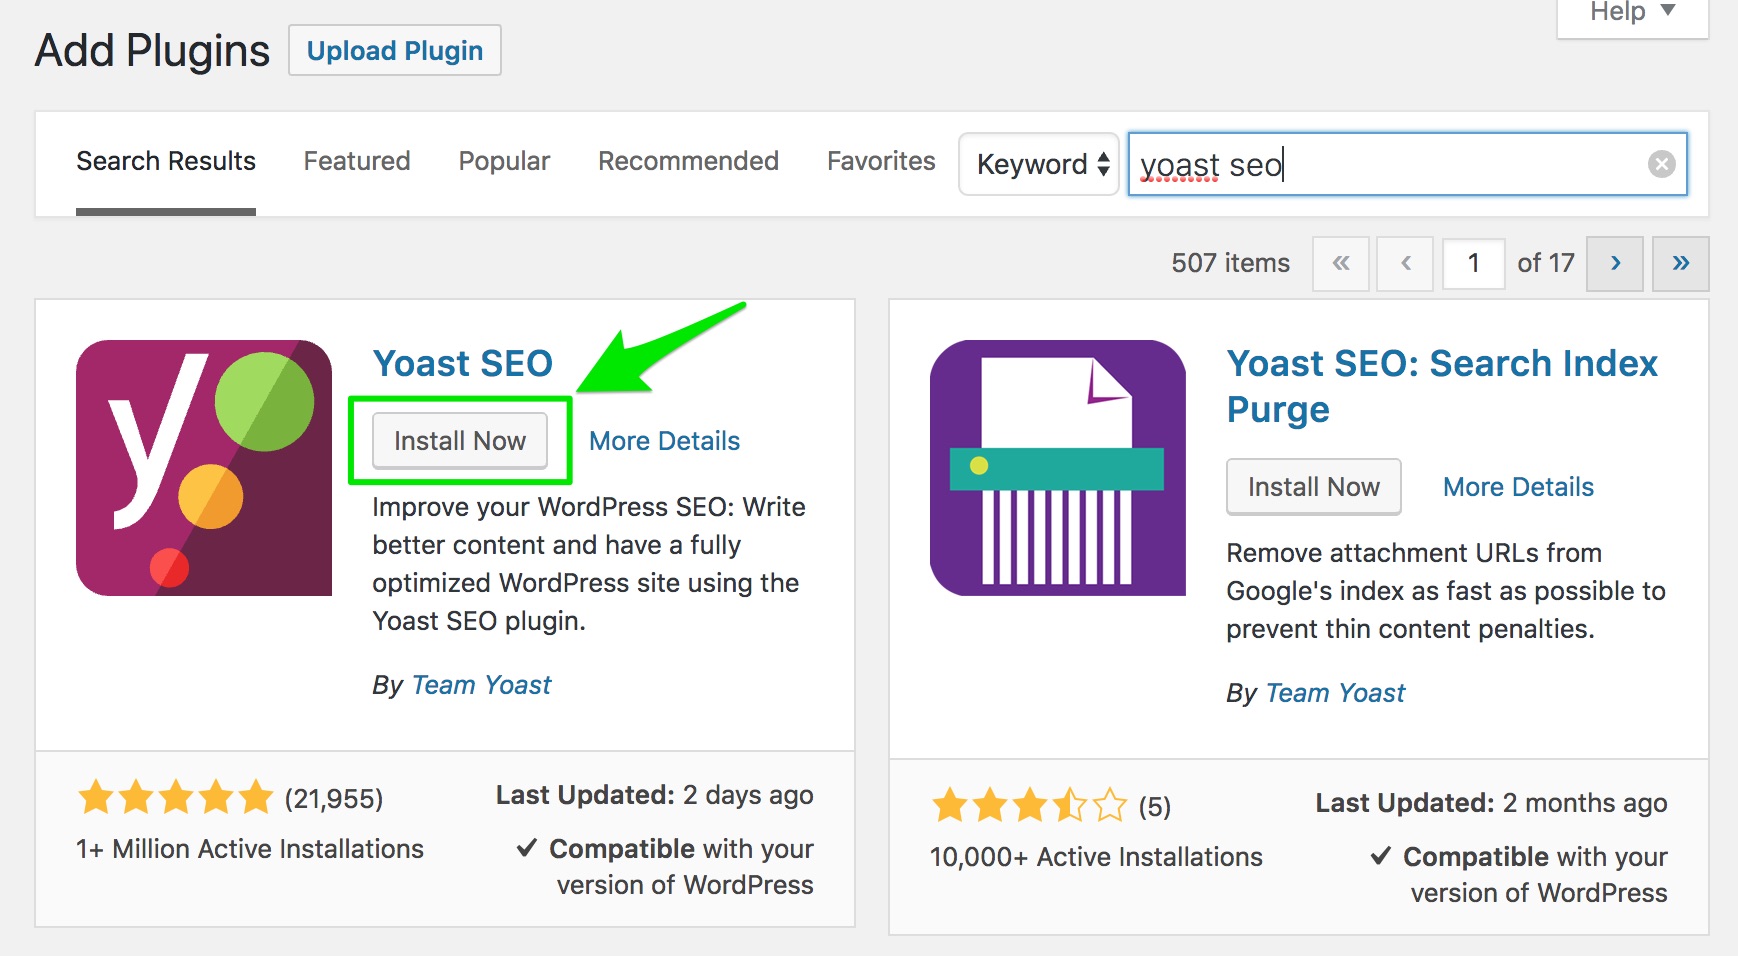 Help
Add Plugins
Upload Plugin
Search Results Featured Popular Recommended Favorites Keyword yoast seo
507 items « ‹ 1 of 17 › »
y
Yoast SEO
Install Now More Details
Improve your WordPress SEO: Write
better content and have a fully
optimized WordPress site using the
Yoast SEO plugin.
By Team Yoast
(21,955)
1+ Million Active Installations
Last Updated: 2 days ago
Compatible with your
version of WordPress
Yoast SEO: Search Index
Purge
Install Now More Details
Remove attachment URLs from
Google's index as fast as possible to
prevent thin content penalties.
By Team Yoast
(5)
10,000+ Active Installations
Last Updated: 2 months ago
Compatible with your
version of WordPress